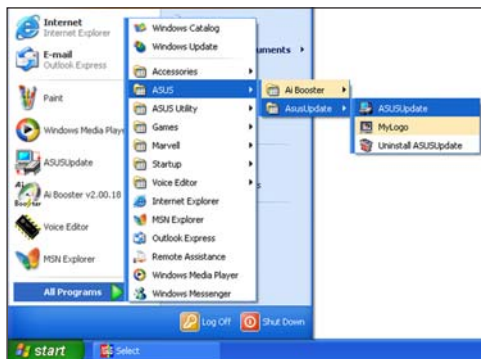 Internet
Internet Explorer
E-mail
Outlook Express
Paint
Windows Media Playe
ASUSUpdate
Ai Booster v2.00.18
Voice Editor
MSN Explorer
All Programs
Windows Catalog
Windows Update
Accessories
ASUS
ASUS Utility
Games
Marvell
Startup
Voice Editor
Internet Explorer
MSN Explorer
Outlook Express
Remote Assistance
Windows Media Player
Windows Messenger
uments
s
Ai Booster
AsusUpdate
ASUSUpdate
MyLogo
Uninstall ASUSUpdate
Log Off
Shut Down
start
Select